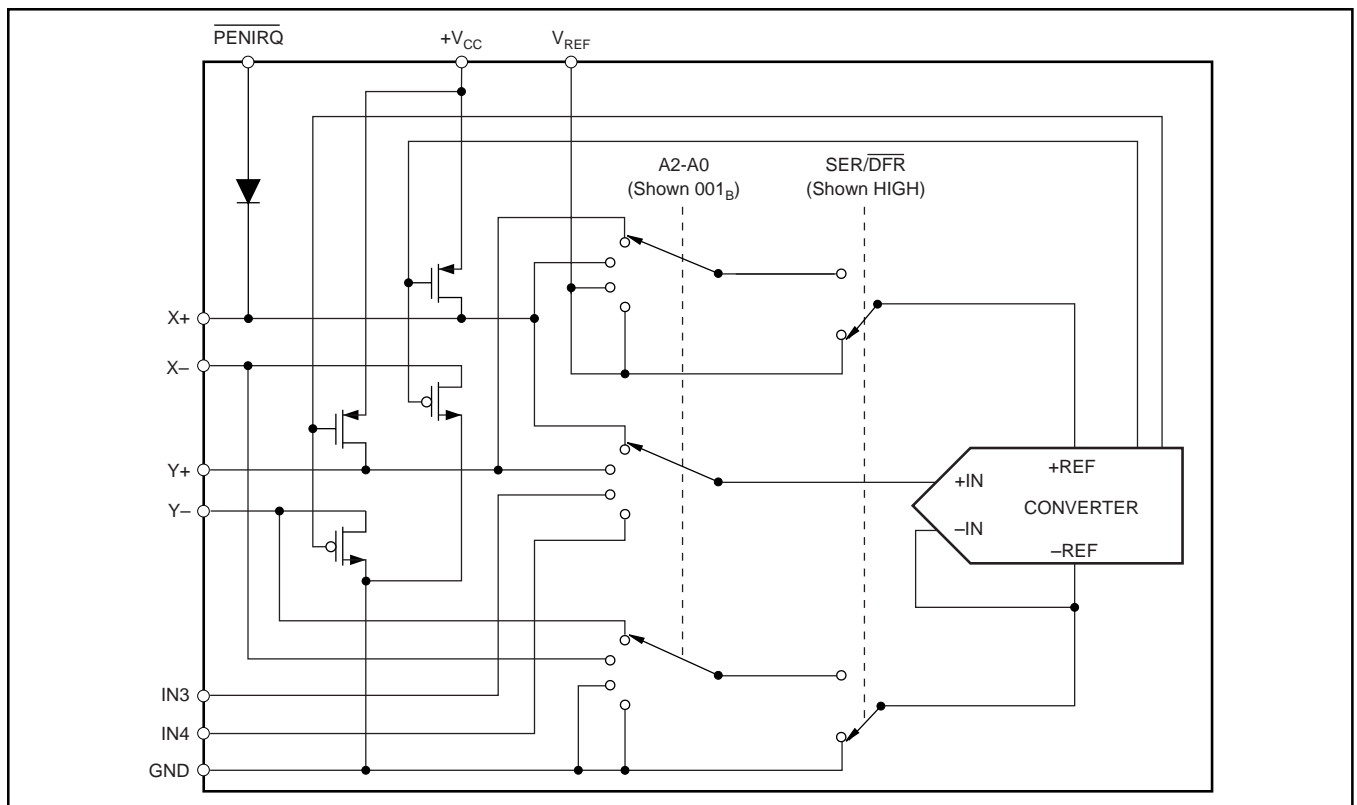 PENIRQ
+VCC
VREF
A2-A0
(Shown 001B)
SER/DFR
(Shown HIGH)
X+
X–
Y+
Y–
IN3
IN4
GND
+REF
+IN
CONVERTER
–IN
–REF